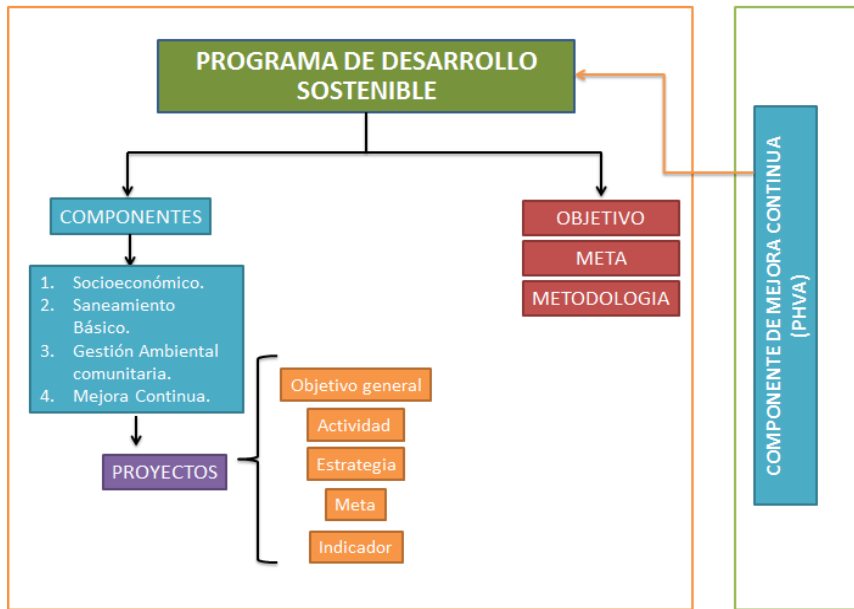 PROGRAMA DE DESARROLLO
SOSTENIBLE
COMPONENTES
1. Socioeconómico.
2. Saneamiento
Básico.
3. Gestión Ambiental
comunitaria.
4. Mejora Continua.
PROYECTOS
Objetivo general
Actividad
Estrategia
Meta
Indicador
OBJETIVO
META
METODOLOGIA
COMPONENTE DE MEJORA CONTINUA
(PHVA)